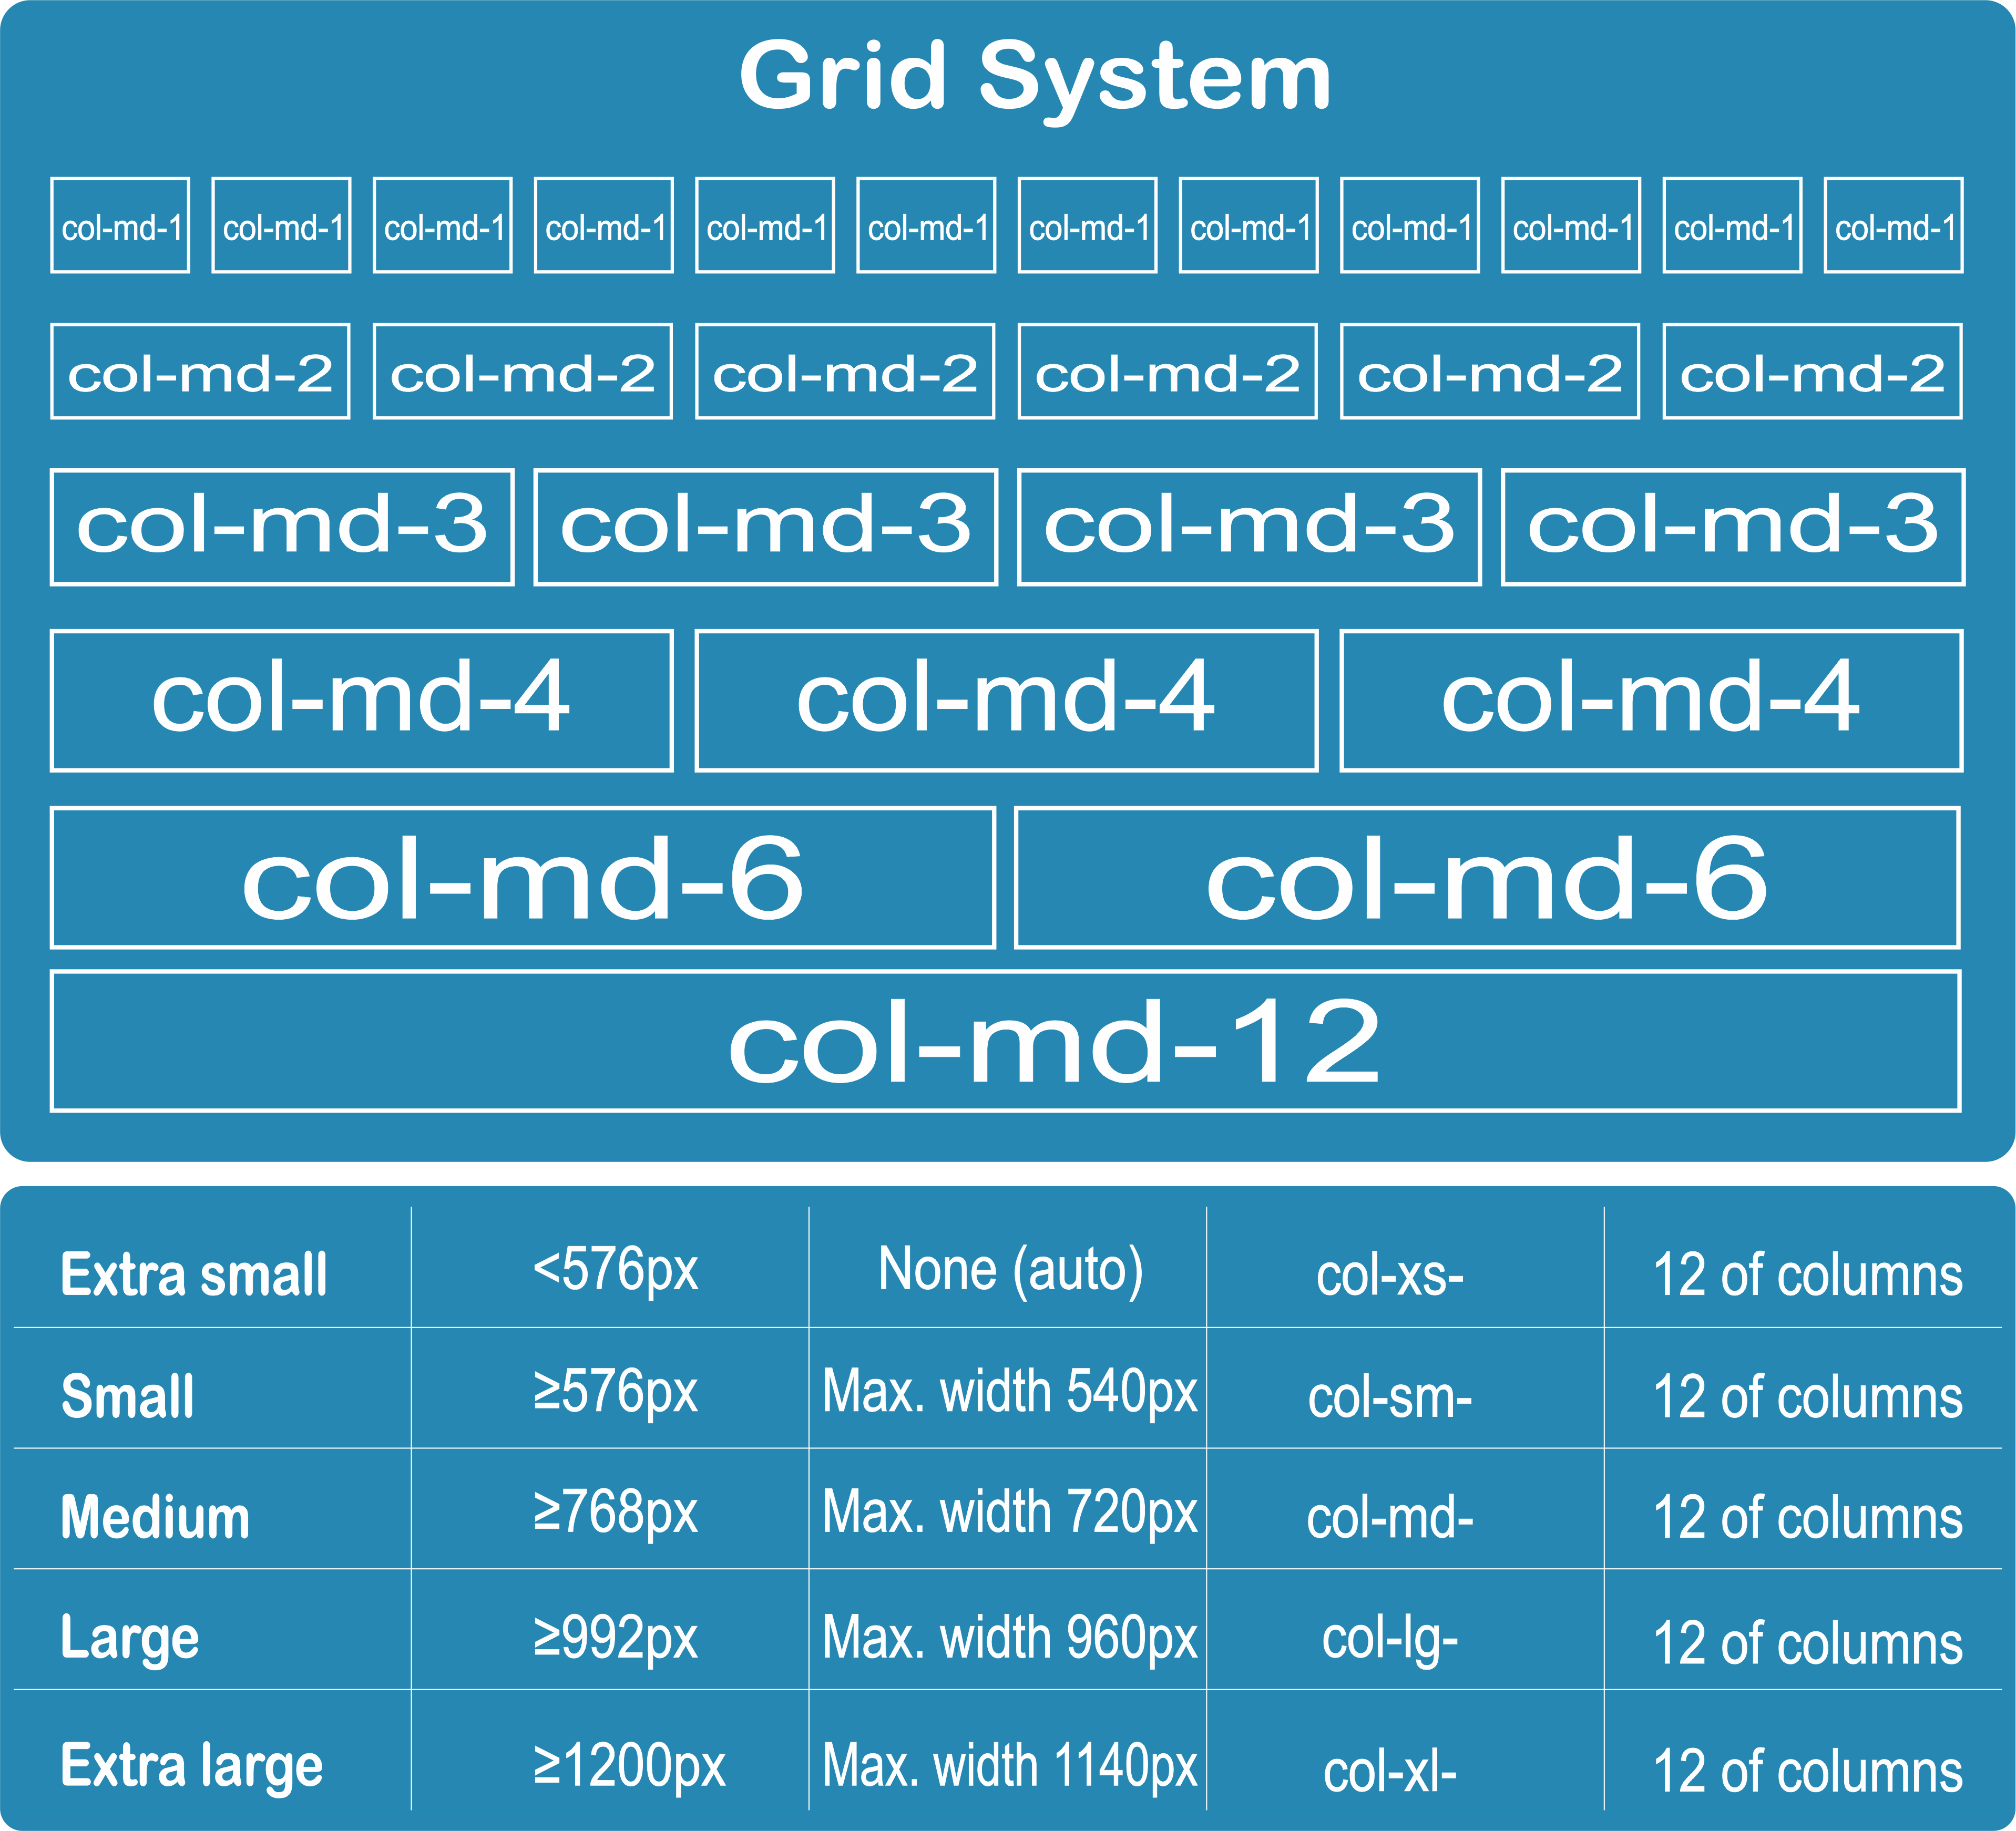 Grid System
col-md-1 col-md-1 col-md-1 col-md-1 col-md-1 col-md-1 col-md-1 col-md-1 col-md-1 col-md-1 col-md-1 col-md-1
col-md-2 col-md-2 col-md-2 col-md-2 col-md-2 col-md-2
col-md-3 col-md-3 col-md-3 col-md-3
col-md-4 col-md-4 col-md-4
col-md-6 col-md-6
col-md-12
Extra small <576px None (auto) col-xs- 12 of columns
Small ≥576px Max. width 540px col-sm- 12 of columns
Medium ≥768px Max. width 720px col-md- 12 of columns
Large ≥992px Max. width 960px col-lg- 12 of columns
Extra large ≥1200px Max. width 1140px col-xl- 12 of columns